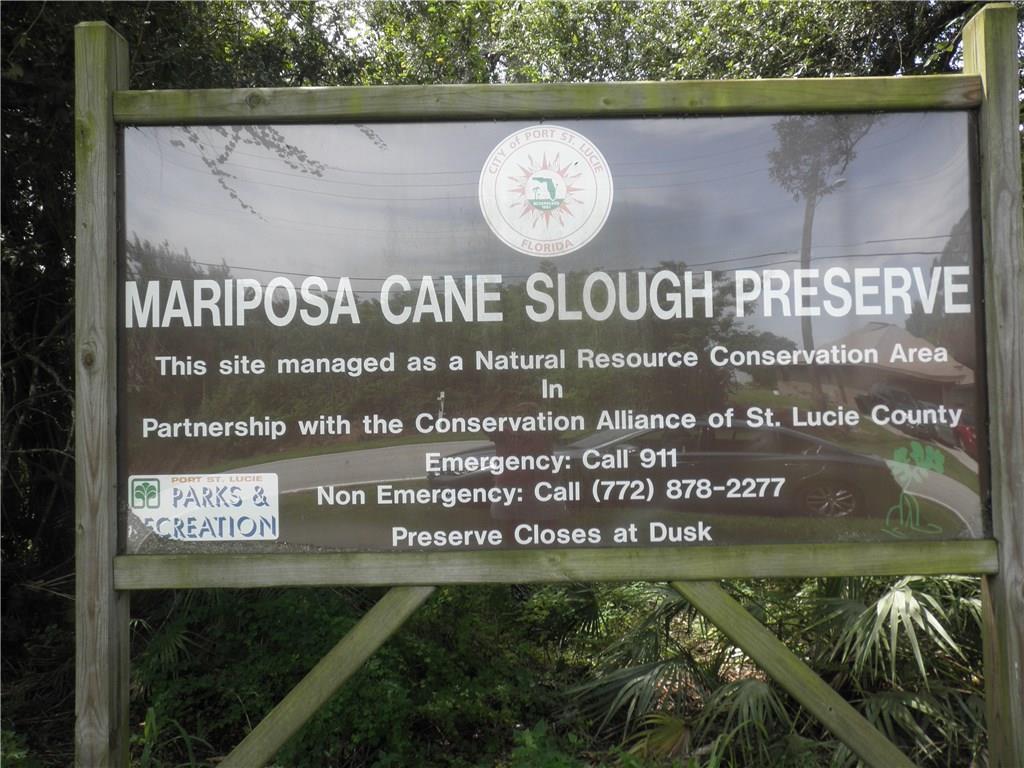 CITY of PORT ST. LUCIE
FLORIDA
MARIPOSA CANE SLOUGH PRESERVE
This site managed as a Natural Resource Conservation Area
In
Partnership with the Conservation Alliance of St. Lucie County
Emergency: Call 911
Non Emergency: Call (772) 878-2277
Preserve Closes at Dusk
PORT ST. LUCIE
PARKS &
ECREATION